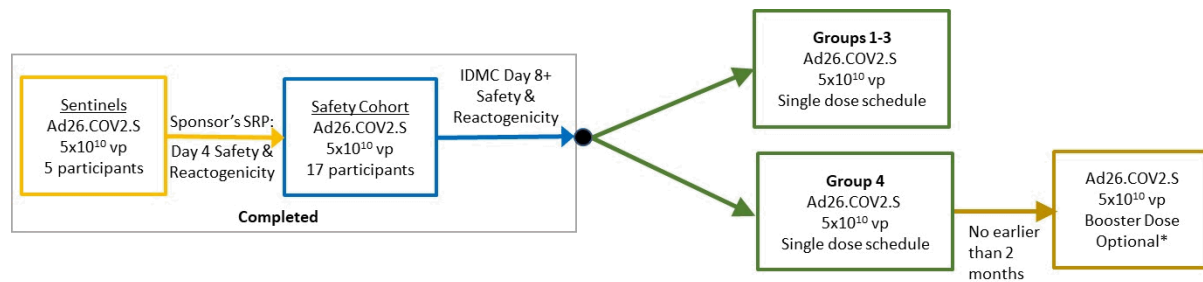 Sentinels
Ad26.COV2.S
5x10¹⁰ vp
5 participants
Sponsor's SRP:
Day 4 Safety &
Reactogenicity
Safety Cohort
Ad26.COV2.S
5x10¹⁰ vp
17 participants
IDMC Day 8+
Safety &
Reactogenicity
Completed
Groups 1-3
Ad26.COV2.S
5x10¹⁰ vp
Single dose schedule
Group 4
Ad26.COV2.S
5x10¹⁰ vp
Single dose schedule
No earlier
than 2
months
Ad26.COV2.S
5x10¹⁰ vp
Booster Dose
Optional*